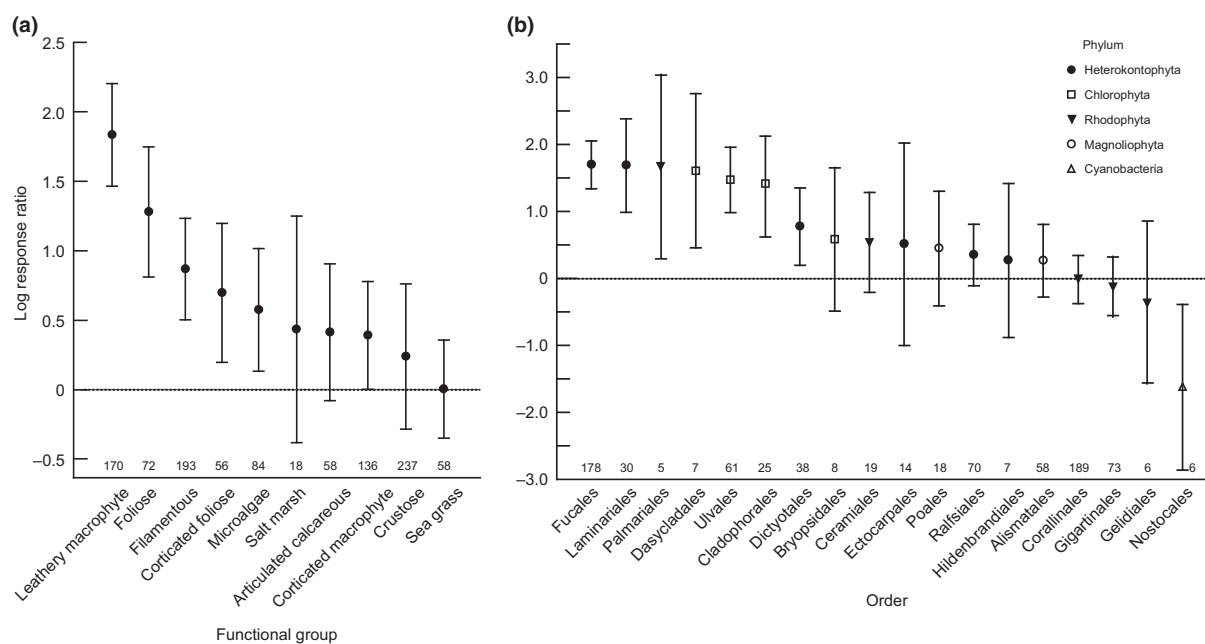 (a)
2.5
2.0
1.5
1.0
0.5
0
–0.5
Log response ratio
170 72 193 56 84 18 58 136 237 58
Leathery macrophyte
Foliose
Filamentous
Corticated foliose
Microalgae
Salt marsh
Articulated calcareous
Corticated macrophyte
Crustose
Sea grass
Functional group
(b)
3.0
2.0
1.0
0
–1.0
–2.0
–3.0
Phylum
Heterokontophyta
Chlorophyta
Rhodophyta
Magnoliophyta
Cyanobacteria
178 30 5 7 61 25 38 8 19 14 18 70 7 58 189 73 6 6
Fucales
Laminariales
Palmariales
Dasycladales
Ulvales
Cladophorales
Dictyotales
Bryopsidales
Ceramiales
Ectocarpales
Poales
Ralfsiales
Hildenbrandiales
Alismatales
Corallinales
Gigartinales
Gelidiales
Nostocales
Order